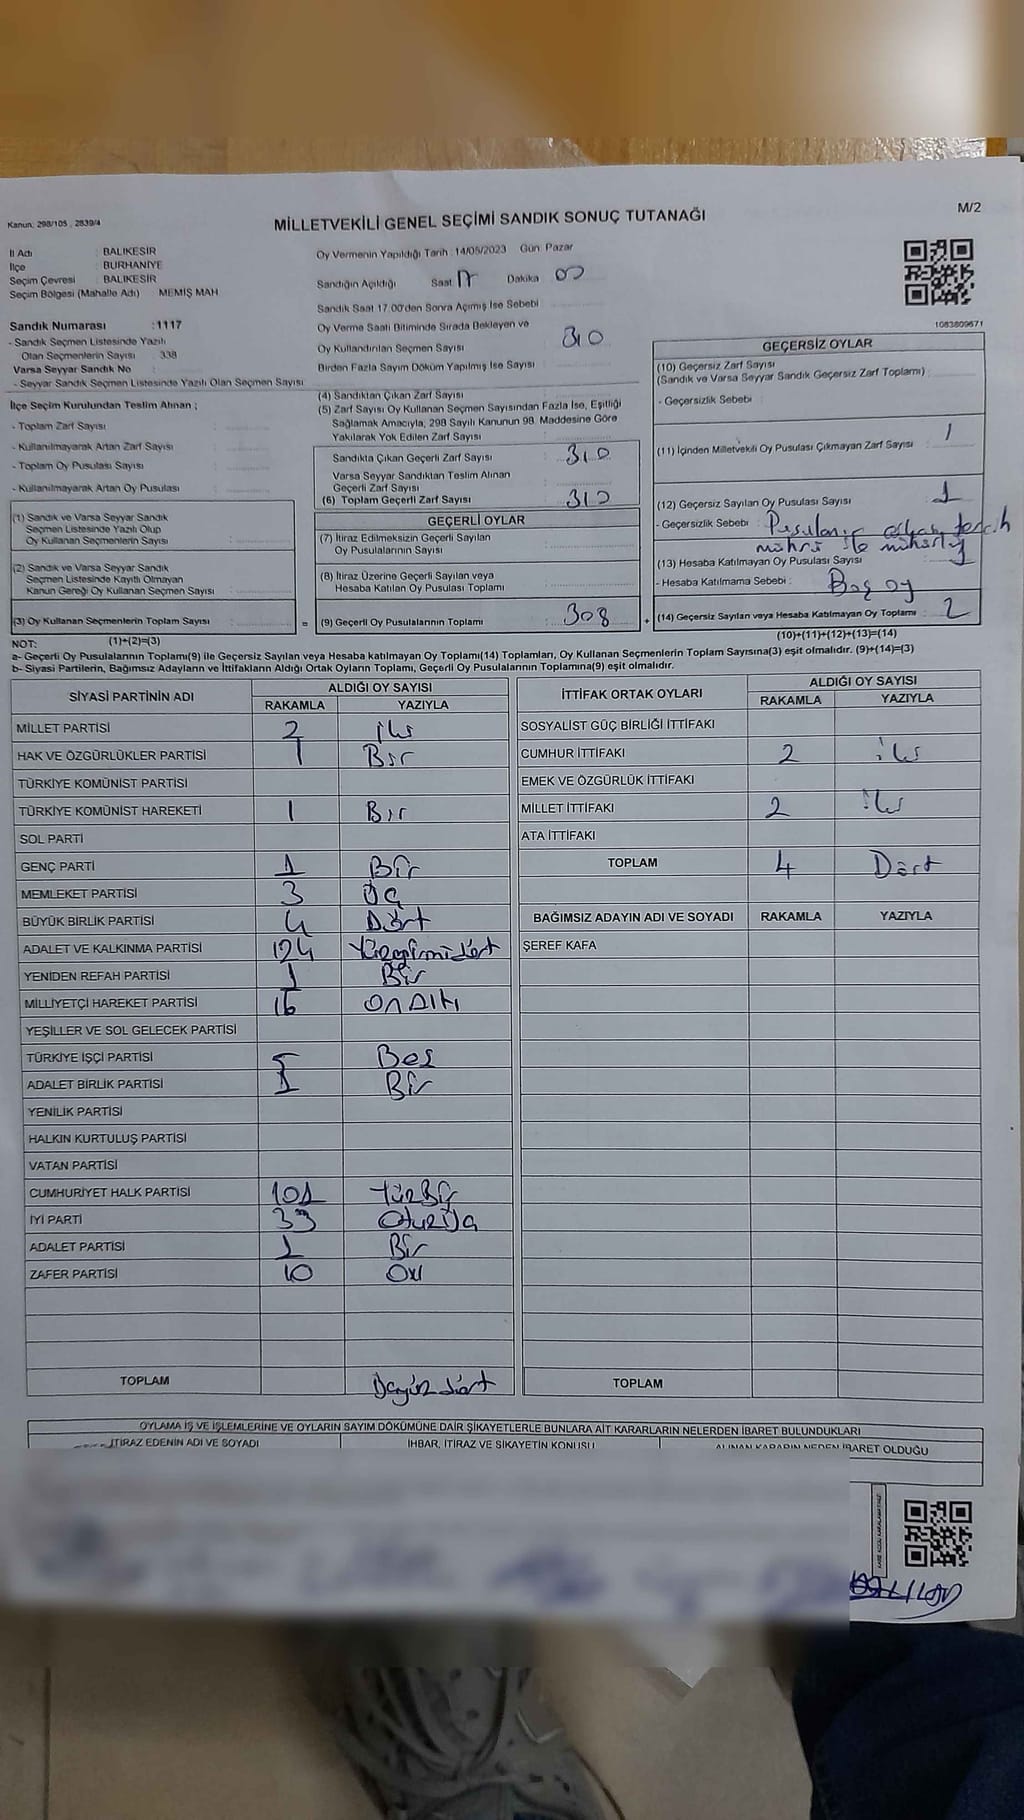 Kanun: 298/105 , 2839/4
MİLLETVEKİLİ GENEL SEÇİMİ SANDIK SONUÇ TUTANAĞI
M/2
İl Adı : BALIKESİR
İlçe : BURHANİYE
Seçim Çevresi : BALIKESİR
Seçim Bölgesi (Mahalle Adı) MEMİŞ MAH
Sandık Numarası : 1117
- Sandık Seçmen Listesinde Yazılı
Olan Seçmenlerin Sayısı : 338
Varsa Seyyar Sandık No :
- Seyyar Sandık Seçmen Listesinde Yazılı Olan Seçmen Sayısı
İlçe Seçim Kurulundan Teslim Alınan ;
- Toplam Zarf Sayısı :
- Kullanılmayarak Artan Zarf Sayısı :
- Toplam Oy Pusulası Sayısı :
- Kullanılmayarak Artan Oy Pusulası :
(1) Sandık ve Varsa Seyyar Sandık
Seçmen Listesinde Yazılı Olup
Oy Kullanan Seçmenlerin Sayısı :
(2) Sandık ve Varsa Seyyar Sandık
Seçmen Listesinde Kayıtlı Olmayan
Kanun Gereği Oy Kullanan Seçmen Sayısı :
(3) Oy Kullanan Seçmenlerin Toplam Sayısı :
(1)+(2)=(3)
Oy Vermenin Yapıldığı Tarih : 14/05/2023 Gün: Pazar
Sandığın Açıldığı Saat 17 Dakika 00
Sandık Saat 17.00'den Sonra Açımış İse Sebebi
Oy Verme Saati Bitiminde Sırada Bekleyen ve
Oy Kullandırılan Seçmen Sayısı : 310
Birden Fazla Sayım Döküm Yapılmış İse Sayısı :
(4) Sandıktan Çıkan Zarf Sayısı :
(5) Zarf Sayısı Oy Kullanan Seçmen Sayısından Fazla İse, Eşitliği
Sağlamak Amacıyla, 298 Sayılı Kanunun 98. Maddesine Göre
Yakılarak Yok Edilen Zarf Sayısı :
Sandıkta Çıkan Geçerli Zarf Sayısı : 310
Varsa Seyyar Sandıktan Teslim Alınan
Geçerli Zarf Sayısı :
(6) Toplam Geçerli Zarf Sayısı : 310
GEÇERLİ OYLAR
(7) İtiraz Edilmeksizin Geçerli Sayılan
Oy Pusulalarının Sayısı :
(8) İtiraz Üzerine Geçerli Sayılan veya
Hesaba Katılan Oy Pusulası Toplamı :
= (9) Geçerli Oy Pusulalarının Toplamı : 308 +
1083809671
GEÇERSİZ OYLAR
(10) Geçersiz Zarf Sayısı
(Sandık ve Varsa Seyyar Sandık Geçersiz Zarf Toplamı) :
- Geçersizlik Sebebi :
(11) İçinden Milletvekili Oy Pusulası Çıkmayan Zarf Sayısı : 1
(12) Geçersiz Sayılan Oy Pusulası Sayısı : 1
- Geçersizlik Sebebi : tercih
mührü ile
(13) Hesaba Katılmayan Oy Pusulası Sayısı :
- Hesaba Katılmama Sebebi : Boş oy
(14) Geçersiz Sayılan veya Hesaba Katılmayan Oy Toplamı : 2
(10)+(11)+(12)+(13)=(14)
NOT:
a- Geçerli Oy Pusulalarının Toplamı(9) ile Geçersiz Sayılan veya Hesaba katılmayan Oy Toplamı(14) Toplamları, Oy Kullanan Seçmenlerin Toplam Sayısına(3) eşit olmalıdır. (9)+(14)=(3)
b- Siyasi Partilerin, Bağımsız Adayların ve İttifakların Aldığı Ortak Oyların Toplamı, Geçerli Oy Pusulalarının Toplamına(9) eşit olmalıdır.
SİYASİ PARTİNİN ADI
ALDIĞI OY SAYISI
RAKAMLA YAZIYLA
MİLLET PARTİSİ 2 iki
HAK VE ÖZGÜRLÜKLER PARTİSİ 1 Bir
TÜRKİYE KOMÜNİST PARTİSİ
TÜRKİYE KOMÜNİST HAREKETİ 1 Bir
SOL PARTİ
GENÇ PARTİ 1 Bir
MEMLEKET PARTİSİ 3 Üç
BÜYÜK BİRLİK PARTİSİ 4 Dört
ADALET VE KALKINMA PARTİSİ 124 Yüzyirmidört
YENİDEN REFAH PARTİSİ 1 Bir
MİLLİYETÇİ HAREKET PARTİSİ 16 On Altı
YEŞİLLER VE SOL GELECEK PARTİSİ
TÜRKİYE İŞÇİ PARTİSİ 5 Beş
ADALET BİRLİK PARTİSİ 1 Bir
YENİLİK PARTİSİ
HALKIN KURTULUŞ PARTİSİ
VATAN PARTİSİ
CUMHURİYET HALK PARTİSİ 101 YüzBir
İYİ PARTİ 33 OtuzÜç
ADALET PARTİSİ 1 Bir
ZAFER PARTİSİ 10 On
TOPLAM
İTTİFAK ORTAK OYLARI
ALDIĞI OY SAYISI
RAKAMLA YAZIYLA
SOSYALİST GÜÇ BİRLİĞİ İTTİFAKI
CUMHUR İTTİFAKI 2 iki
EMEK VE ÖZGÜRLÜK İTTİFAKI
MİLLET İTTİFAKI 2 iki
ATA İTTİFAKI
TOPLAM 4 Dört
BAĞIMSIZ ADAYIN ADI VE SOYADI RAKAMLA YAZIYLA
ŞEREF KAFA
TOPLAM
OYLAMA İŞ VE İŞLEMLERİNE VE OYLARIN SAYIM DÖKÜMÜNE DAİR ŞİKAYETLERLE BUNLARA AİT KARARLARIN NELERDEN İBARET BULUNDUKLARI
İTİRAZ EDENİN ADI VE SOYADI
İHBAR, İTİRAZ VE ŞİKAYETİN KONUSU
ALINAN KARARIN NEDEN İBARET OLDUĞU